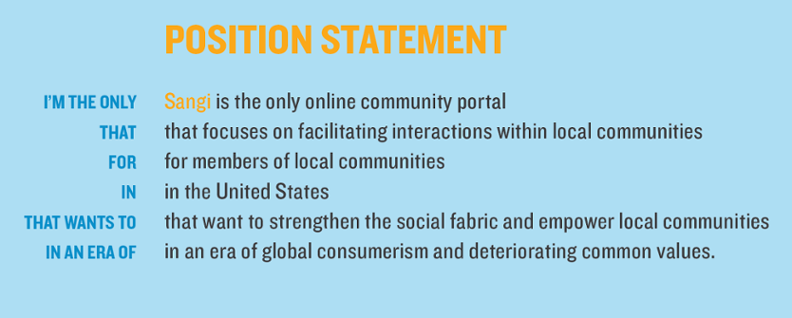 POSITION STATEMENT
I'M THE ONLY Sangi is the only online community portal
THAT that focuses on facilitating interactions within local communities
FOR for members of local communities
IN in the United States
THAT WANTS TO that want to strengthen the social fabric and empower local communities
IN AN ERA OF in an era of global consumerism and deteriorating common values.